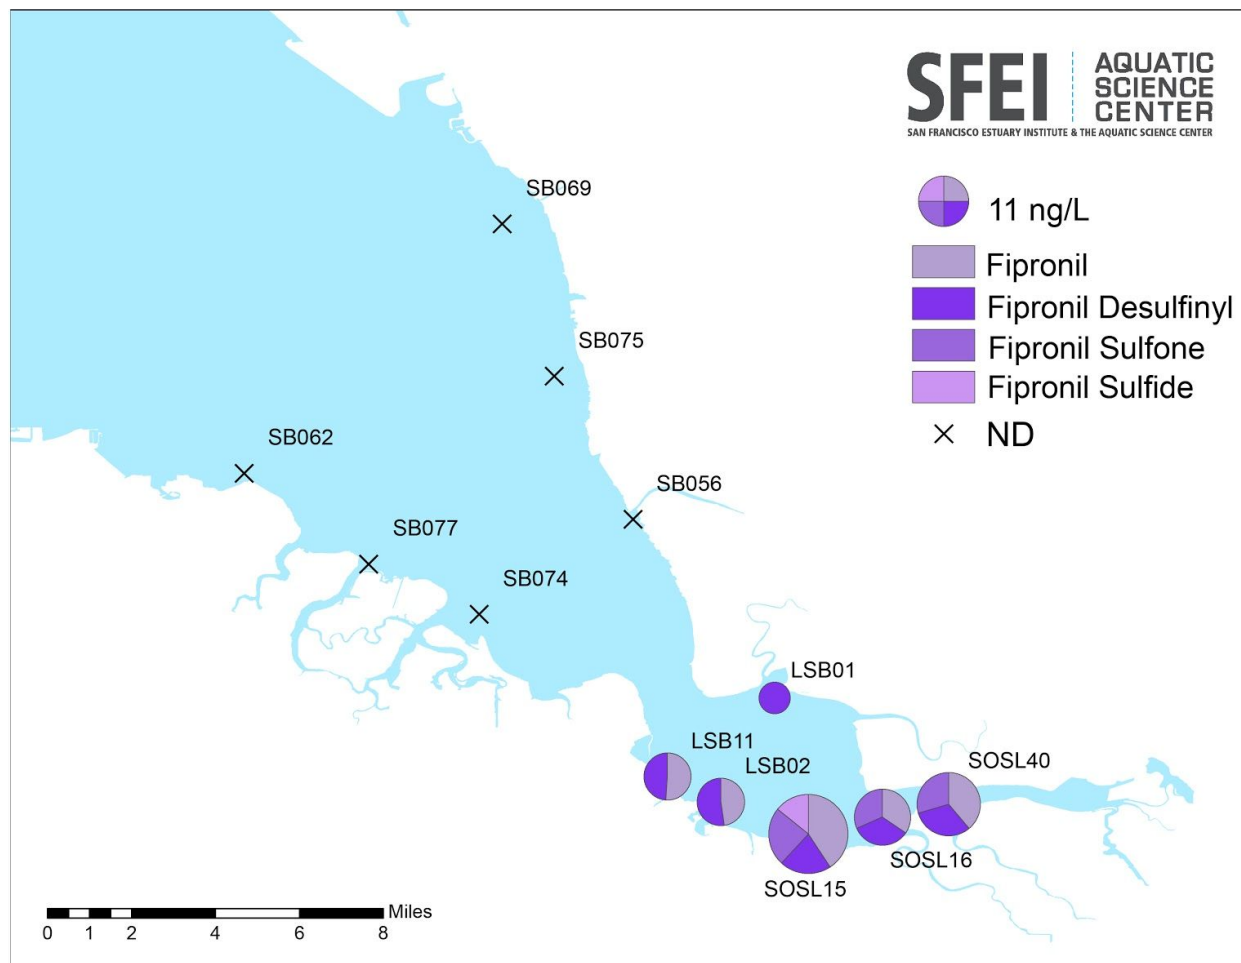 SFEI
AQUATIC
SCIENCE
CENTER
SAN FRANCISCO ESTUARY INSTITUTE & THE AQUATIC SCIENCE CENTER
11 ng/L
Fipronil
Fipronil Desulfinyl
Fipronil Sulfone
Fipronil Sulfide
ND
SB069
SB075
SB062
SB056
SB077
SB074
LSB01
LSB11
LSB02
SOSL40
SOSL16
SOSL15
Miles
0 1 2 4 6 8